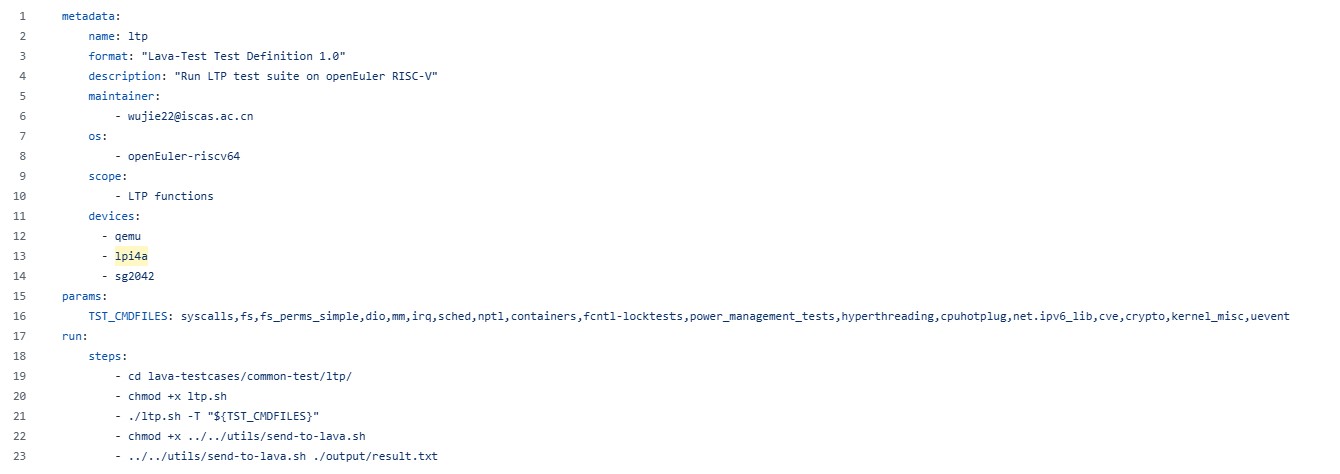 1 metadata:
2 name: ltp
3 format: "Lava-Test Test Definition 1.0"
4 description: "Run LTP test suite on openEuler RISC-V"
5 maintainer:
6 - wujie22@iscas.ac.cn
7 os:
8 - openEuler-riscv64
9 scope:
10 - LTP functions
11 devices:
12 - qemu
13 - lpi4a
14 - sg2042
15 params:
16 TST_CMDFILES: syscalls,fs,fs_perms_simple,dio,mm,irq,sched,nptl,containers,fcntl-locktests,power_management_tests,hyperthreading,cpuhotplug,net.ipv6_lib,cve,crypto,kernel_misc,uevent
17 run:
18 steps:
19 - cd lava-testcases/common-test/ltp/
20 - chmod +x ltp.sh
21 - ./ltp.sh -T "${TST_CMDFILES}"
22 - chmod +x ../../utils/send-to-lava.sh
23 - ../../utils/send-to-lava.sh ./output/result.txt